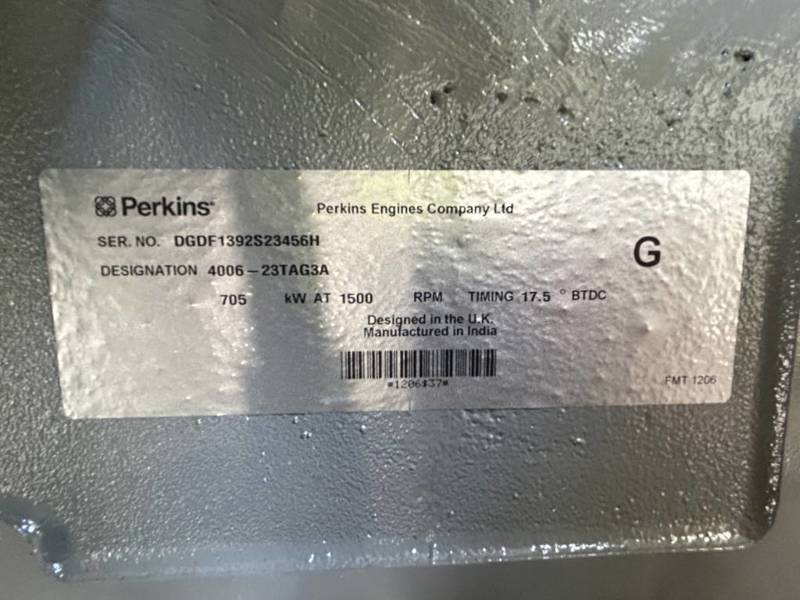 Perkins
Perkins Engines Company Ltd
SER. NO. DGDF1392S23456H
G
DESIGNATION 4006-23TAG3A
705 kW AT 1500 RPM TIMING 17.5 ° BTDC
Designed in the U.K.
Manufactured in India
*1206$37*
FMT 1206